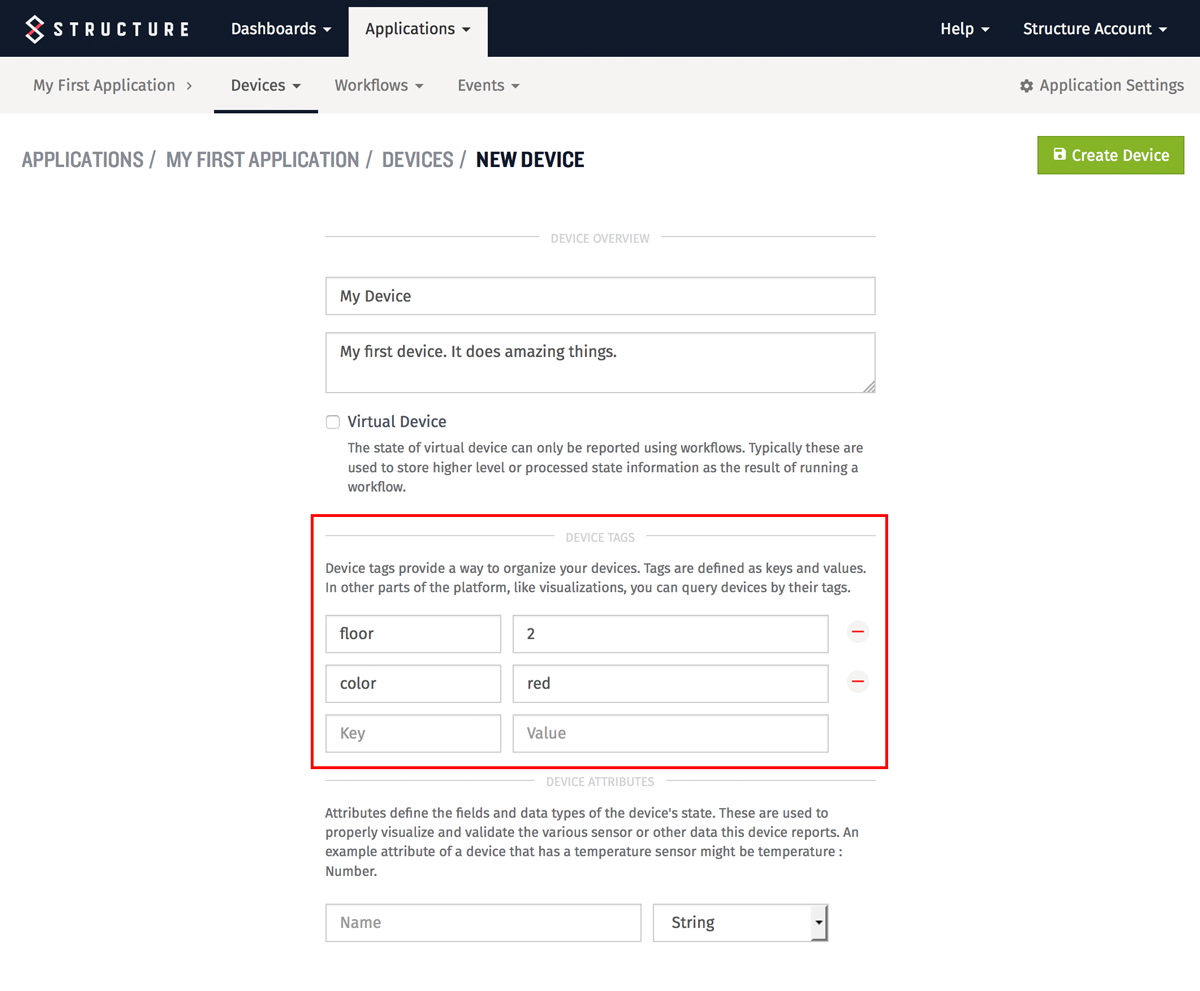 STRUCTURE
Dashboards
Applications
Help
Structure Account
My First Application
Devices
Workflows
Events
Application Settings
APPLICATIONS / MY FIRST APPLICATION / DEVICES / NEW DEVICE
Create Device
DEVICE OVERVIEW
My Device
My first device. It does amazing things.
Virtual Device
The state of virtual device can only be reported using workflows. Typically these are
used to store higher level or processed state information as the result of running a
workflow.
DEVICE TAGS
Device tags provide a way to organize your devices. Tags are defined as keys and values.
In other parts of the platform, like visualizations, you can query devices by their tags.
floor
2
color
red
Key
Value
DEVICE ATTRIBUTES
Attributes define the fields and data types of the device's state. These are used to
properly visualize and validate the various sensor or other data this device reports. An
example attribute of a device that has a temperature sensor might be temperature :
Number.
Name
String